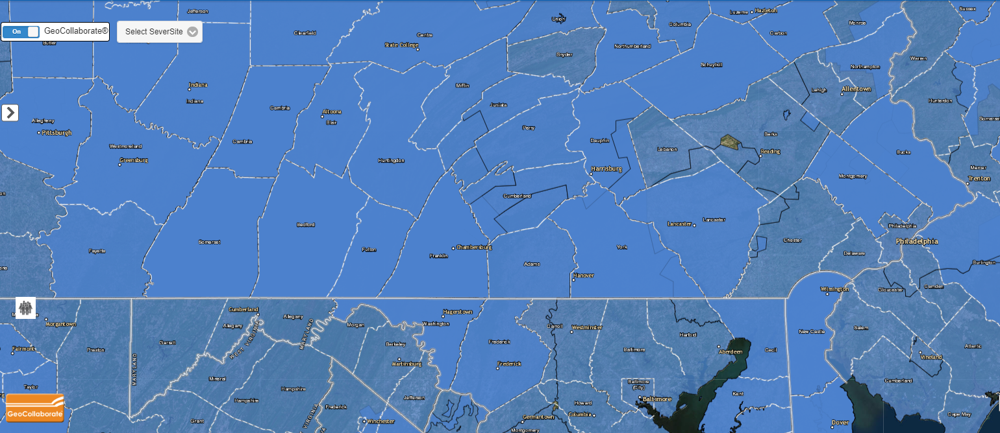 Jefferson
Sussex
Luzerne
Hazleton
Union
Columbia
Monroe
On
GeoCollaborate®
Select SeverSite
Clearfield
Centre
Carbon
Butler
State College
Northumberland
Snyder
Warren
Schuylkill
Northampton
Indiana
Mifflin
Allentown
Lehigh
Indiana
Hunterdon
Juniata
Cambria
Altoona
Blair
Somerse
Allegheny
Pittsburgh
Perry
Berks
Cambria
Dauphin
Westmoreland
Lebanon
Reading
Bucks
Greensburg
Huntingdon
Harrisburg
Mercer
Montgomery
Trenton
on
Cumberland
Lancaster
Lancaster
Bedford
Philadelphia
Somerset
Chester
Philadelphia
Fayette
Fulton
Chambersburg
York
Franklin
Delaware
Adams
Burlington
ene
Hanover
Camden
Wilmington
Gloucester
Cumberland
Hagerstown
M
Allegany
Morgantown
Allegany
Morgan
Washington
Carroll
Westminster
Salem
New Castle
MARYLAND
WEST VIRGINIA
Harford
Garrett
Frederick
Berkeley
Atlantic
Fairmont
Preston
Baltimore
Cecil
Aberdeen
Vineland
Martinsburg
Frederick
MARYLAND
Mineral
Baltimore
(City)
Cumberland
Taylor
Hampshire
Kent
Jefferson
Baltimore
Hampshire
Howard
Frederick
GeoCollaborate
Columbia
Cape May
Germantown
Grant
Winchester
Dover
Montgomery
VIRGINIA
VIRGINIA